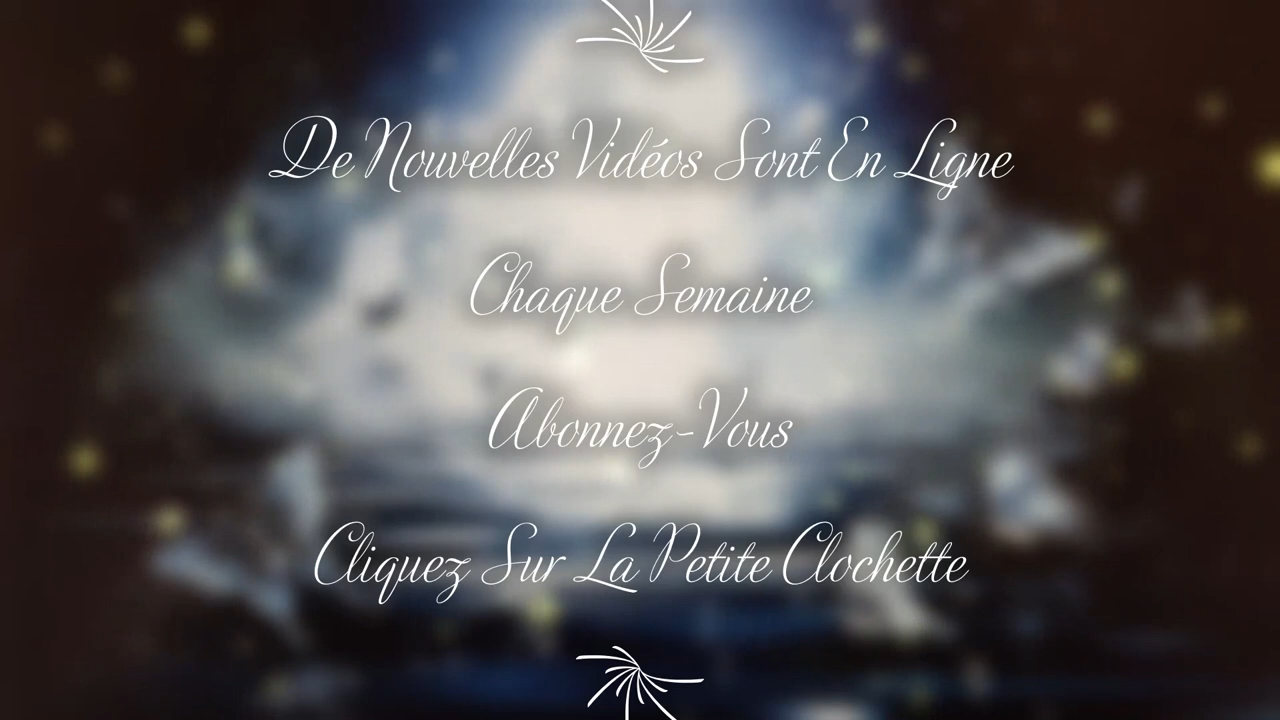 De Nouvelles Vidéos Sont En Ligne
Chaque Semaine
Abonnez-Vous
Cliquez Sur La Petite Clochette